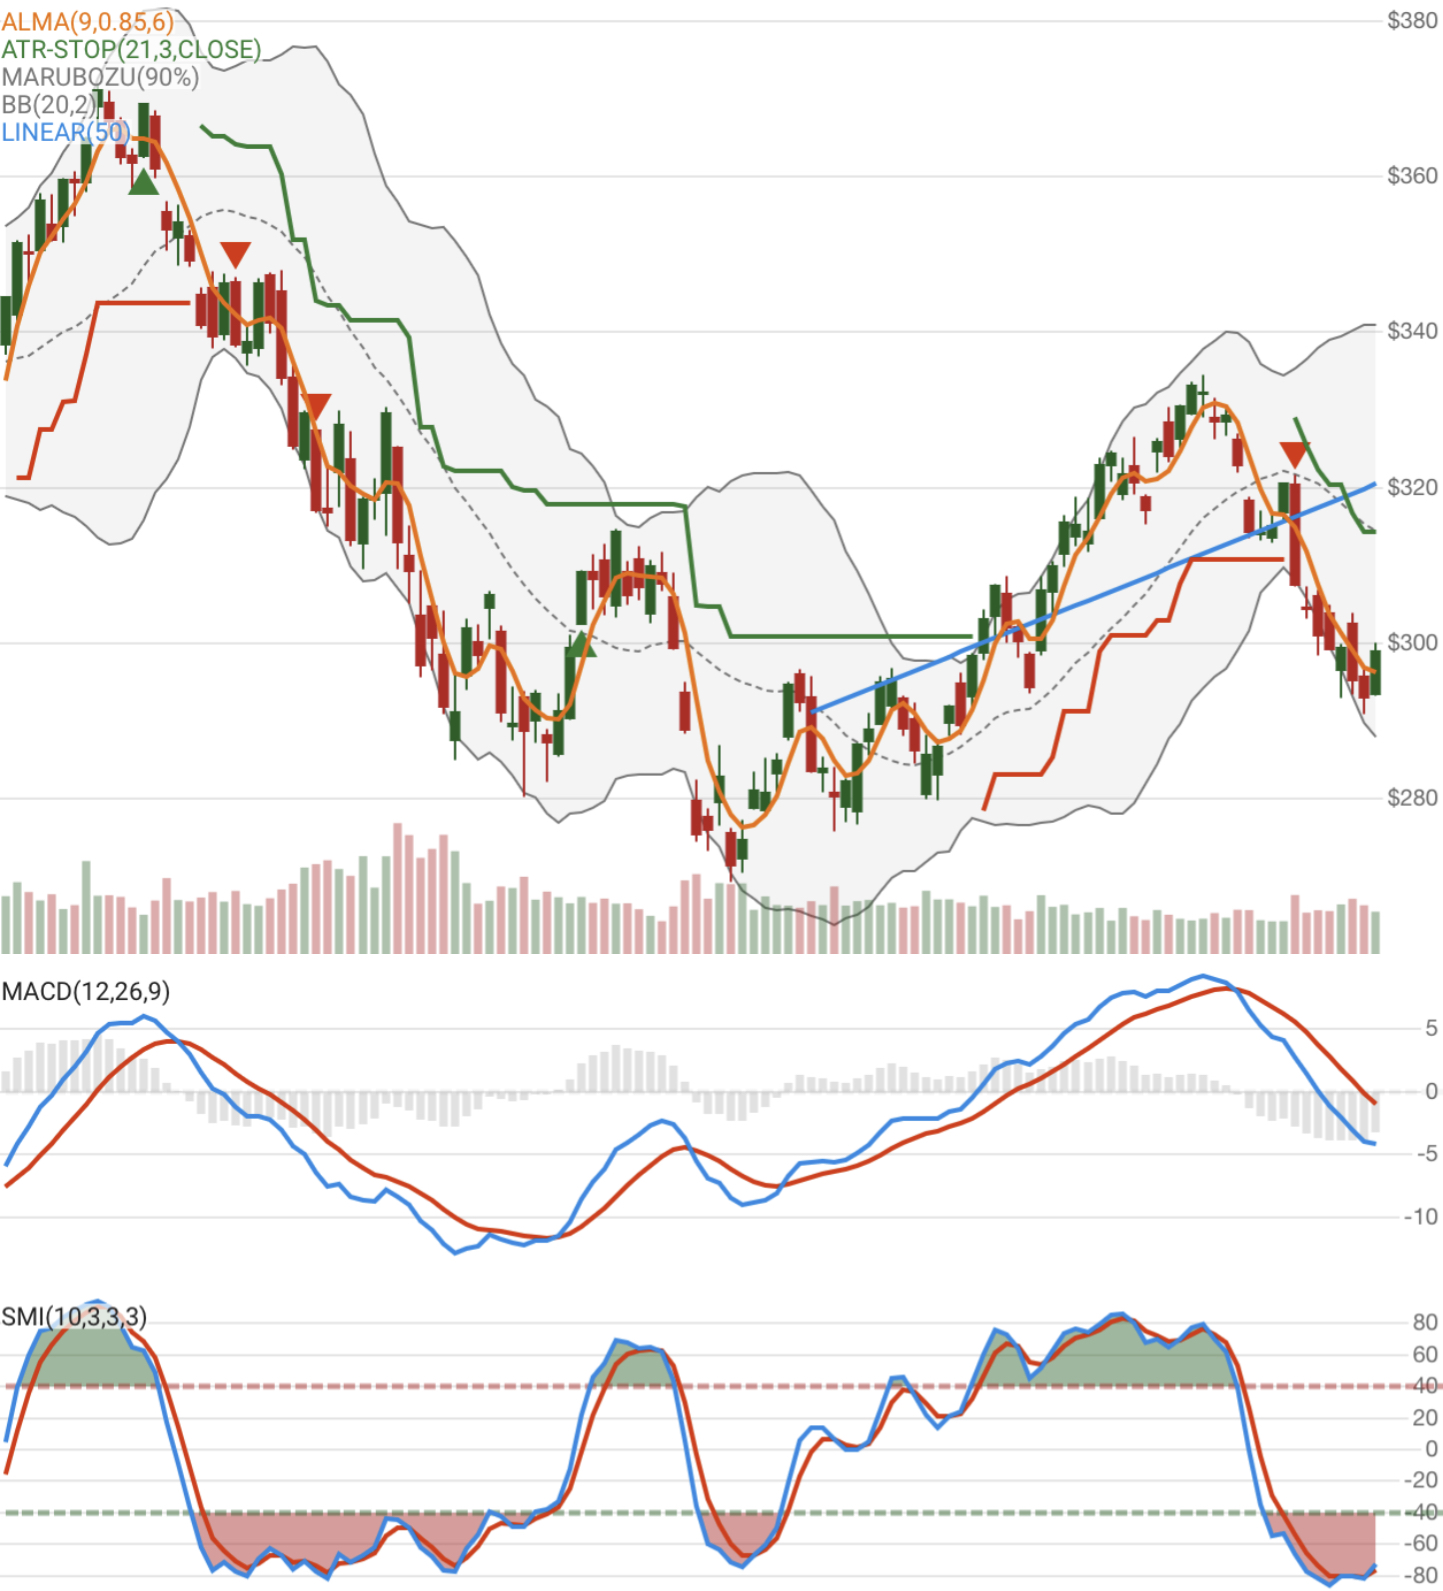 ALMA(9,0.85,6)
ATR-STOP(21,3,CLOSE)
MARUBOZU(90%)
BB(20,2)
LINEAR(50)
$380
$360
$340
$320
$300
$280
MACD(12,26,9)
5
0
-5
-10
SMI(10,3,3,3)
80
60
40
20
0
-20
-40
-60
-80